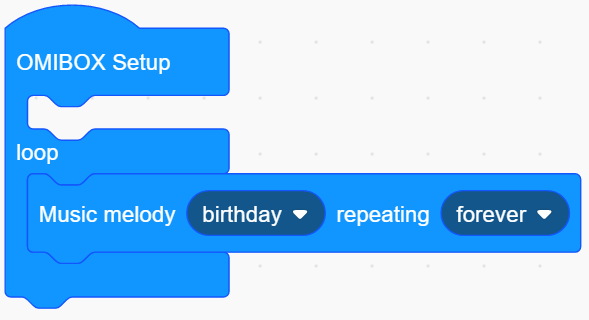 OMIBOX Setup
loop
Music melody birthday repeating forever